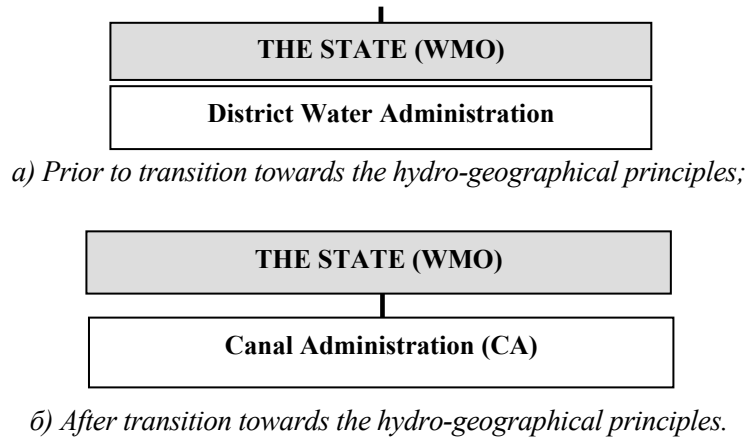 THE STATE (WMO)
District Water Administration
a) Prior to transition towards the hydro-geographical principles;
THE STATE (WMO)
Canal Administration (CA)
б) After transition towards the hydro-geographical principles.